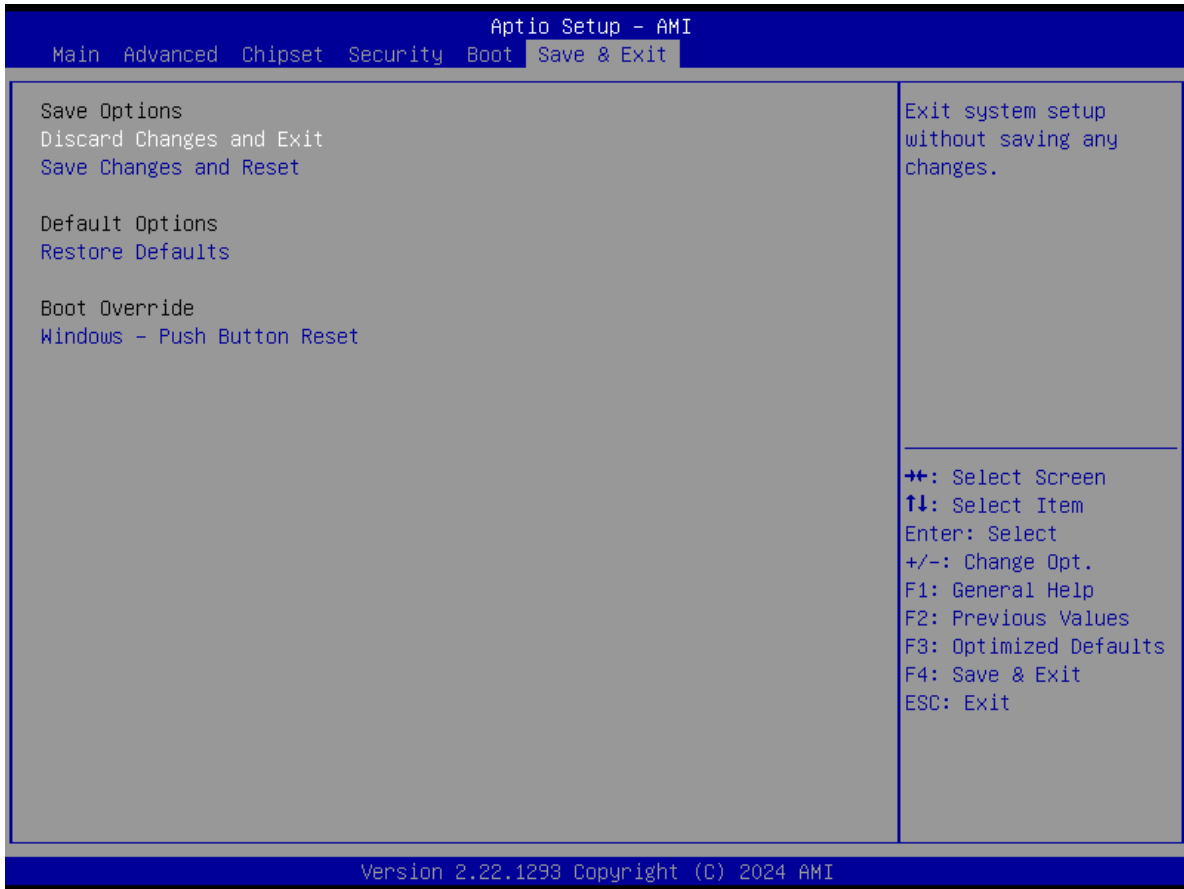 Aptio Setup – AMI
Main Advanced Chipset Security Boot Save & Exit
Save Options
Discard Changes and Exit
Save Changes and Reset
Default Options
Restore Defaults
Boot Override
Windows – Push Button Reset
Exit system setup
without saving any
changes.
→←: Select Screen
↑↓: Select Item
Enter: Select
+/-: Change Opt.
F1: General Help
F2: Previous Values
F3: Optimized Defaults
F4: Save & Exit
ESC: Exit
Version 2.22.1293 Copyright (C) 2024 AMI